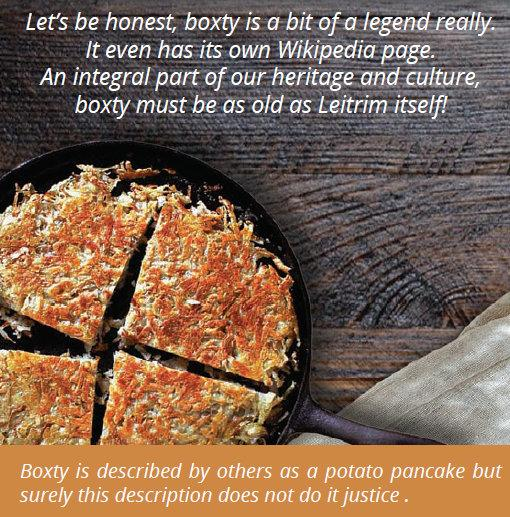 Let's be honest, boxty is a bit of a legend really.
It even has its own Wikipedia page.
An integral part of our heritage and culture,
boxty must be as old as Leitrim itself!
Boxty is described by others as a potato pancake but
surely this description does not do it justice .